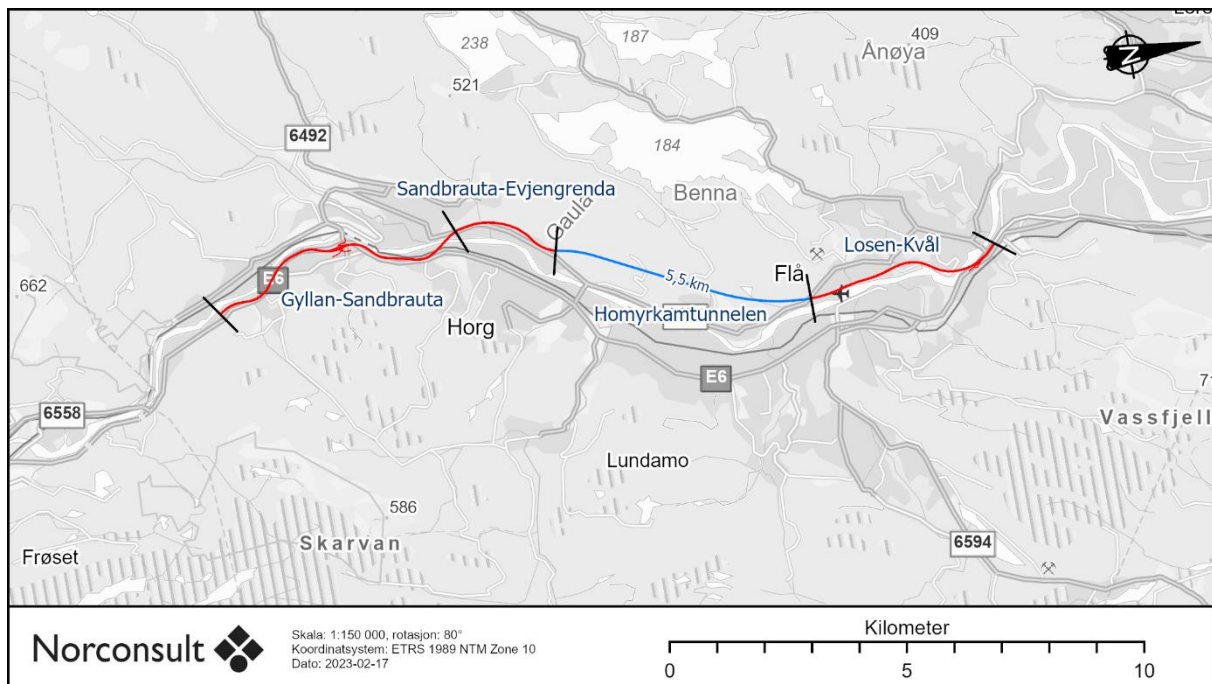 238
187
409
Ånøya
521
N
6492
184
Sandbrauta-Evjengrenda
Benna
Gaula
Losen-Kvål
5,5 km
Flå
662
E6
Gyllan-Sandbrauta
Homyrkamtunnelen
Horg
E6
6558
Vassfjell
Lundamo
586
Skarvan
6594
Frøset
Norconsult
Skala: 1:150 000, rotasjon: 80°
Koordinatsystem: ETRS 1989 NTM Zone 10
Dato: 2023-02-17
Kilometer
0 5 10